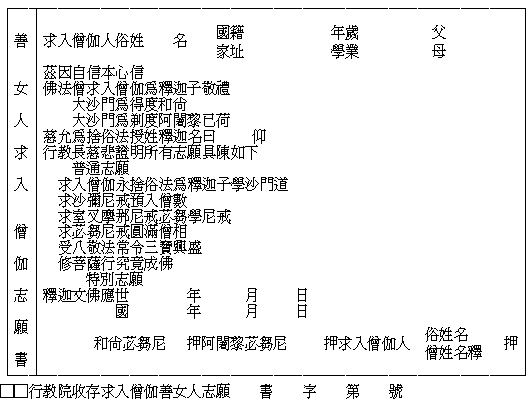 善女人求入僧伽志願書
求入僧伽人俗姓 名 國籍 年歲 父
家址 學業 母
茲因自信本心信
佛法僧求入僧伽爲釋迦子敬禮
大沙門爲得度和尙
大沙門爲剃度阿闍黎已荷
慈允爲捨俗法授姓釋迦名曰 仰
行教長慈悲證明所有志願具陳如下
普通志願
求入僧伽永捨俗法爲釋迦子學沙門道
求沙彌尼戒預入僧數
求室叉摩那尼戒苾芻學尼戒
求苾芻尼戒圓滿僧相
受八敬法常令三寶興盛
修菩薩行究竟成佛
特別志願
釋迦文佛應世 年 月 日
國 年 月 日
和尙苾芻尼 押阿闍黎苾芻尼 押求入僧伽人 俗姓名 押
僧姓名釋
□□行教院收存求入僧伽善女人志願 書 字 第 號